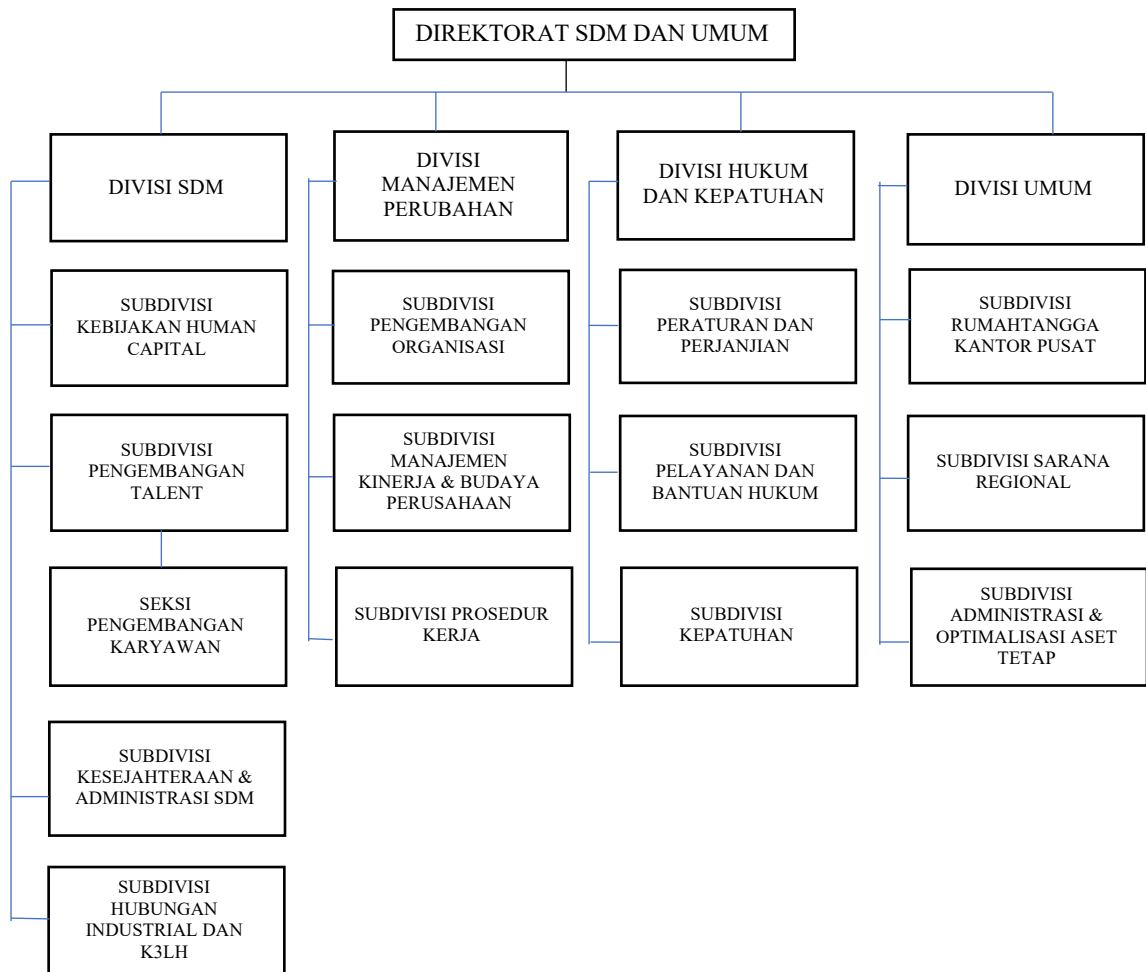 DIREKTORAT SDM DAN UMUM
DIVISI SDM
DIVISI
MANAJEMEN
PERUBAHAN
DIVISI HUKUM
DAN KEPATUHAN
DIVISI UMUM
SUBDIVISI
KEBIJAKAN HUMAN
CAPITAL
SUBDIVISI
PENGEMBANGAN
ORGANISASI
SUBDIVISI
PERATURAN DAN
PERJANJIAN
SUBDIVISI
RUMAHTANGGA
KANTOR PUSAT
SUBDIVISI
PENGEMBANGAN
TALENT
SUBDIVISI
MANAJEMEN
KINERJA & BUDAYA
PERUSAHAAN
SUBDIVISI
PELAYANAN DAN
BANTUAN HUKUM
SUBDIVISI SARANA
REGIONAL
SEKSI
PENGEMBANGAN
KARYAWAN
SUBDIVISI PROSEDUR
KERJA
SUBDIVISI
KEPATUHAN
SUBDIVISI
ADMINISTRASI &
OPTIMALISASI ASET
TETAP
SUBDIVISI
KESEJAHTERAAN &
ADMINISTRASI SDM
SUBDIVISI
HUBUNGAN
INDUSTRIAL DAN
K3LH